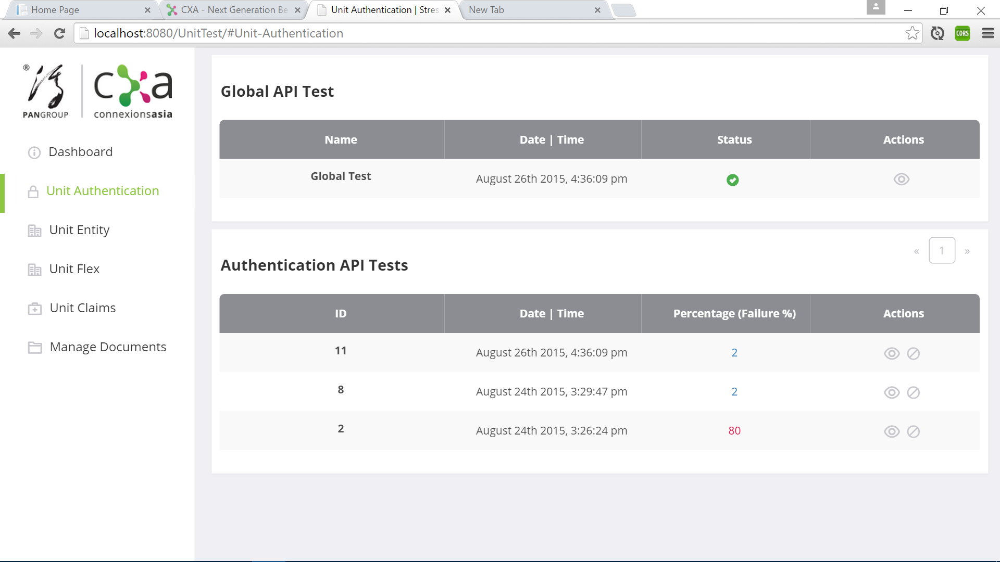 Home Page
CXA - Next Generation Be
Unit Authentication | Stres
New Tab
localhost:8080/UnitTest/#Unit-Authentication
CORS
®
PANGROUP
cxa
connexionsasia
Dashboard
Unit Authentication
Unit Entity
Unit Flex
Unit Claims
Manage Documents
Global API Test
Name Date | Time Status Actions
Global Test August 26th 2015, 4:36:09 pm
« 1 »
Authentication API Tests
ID Date | Time Percentage (Failure %) Actions
11 August 26th 2015, 4:36:09 pm 2
8 August 24th 2015, 3:29:47 pm 2
2 August 24th 2015, 3:26:24 pm 80